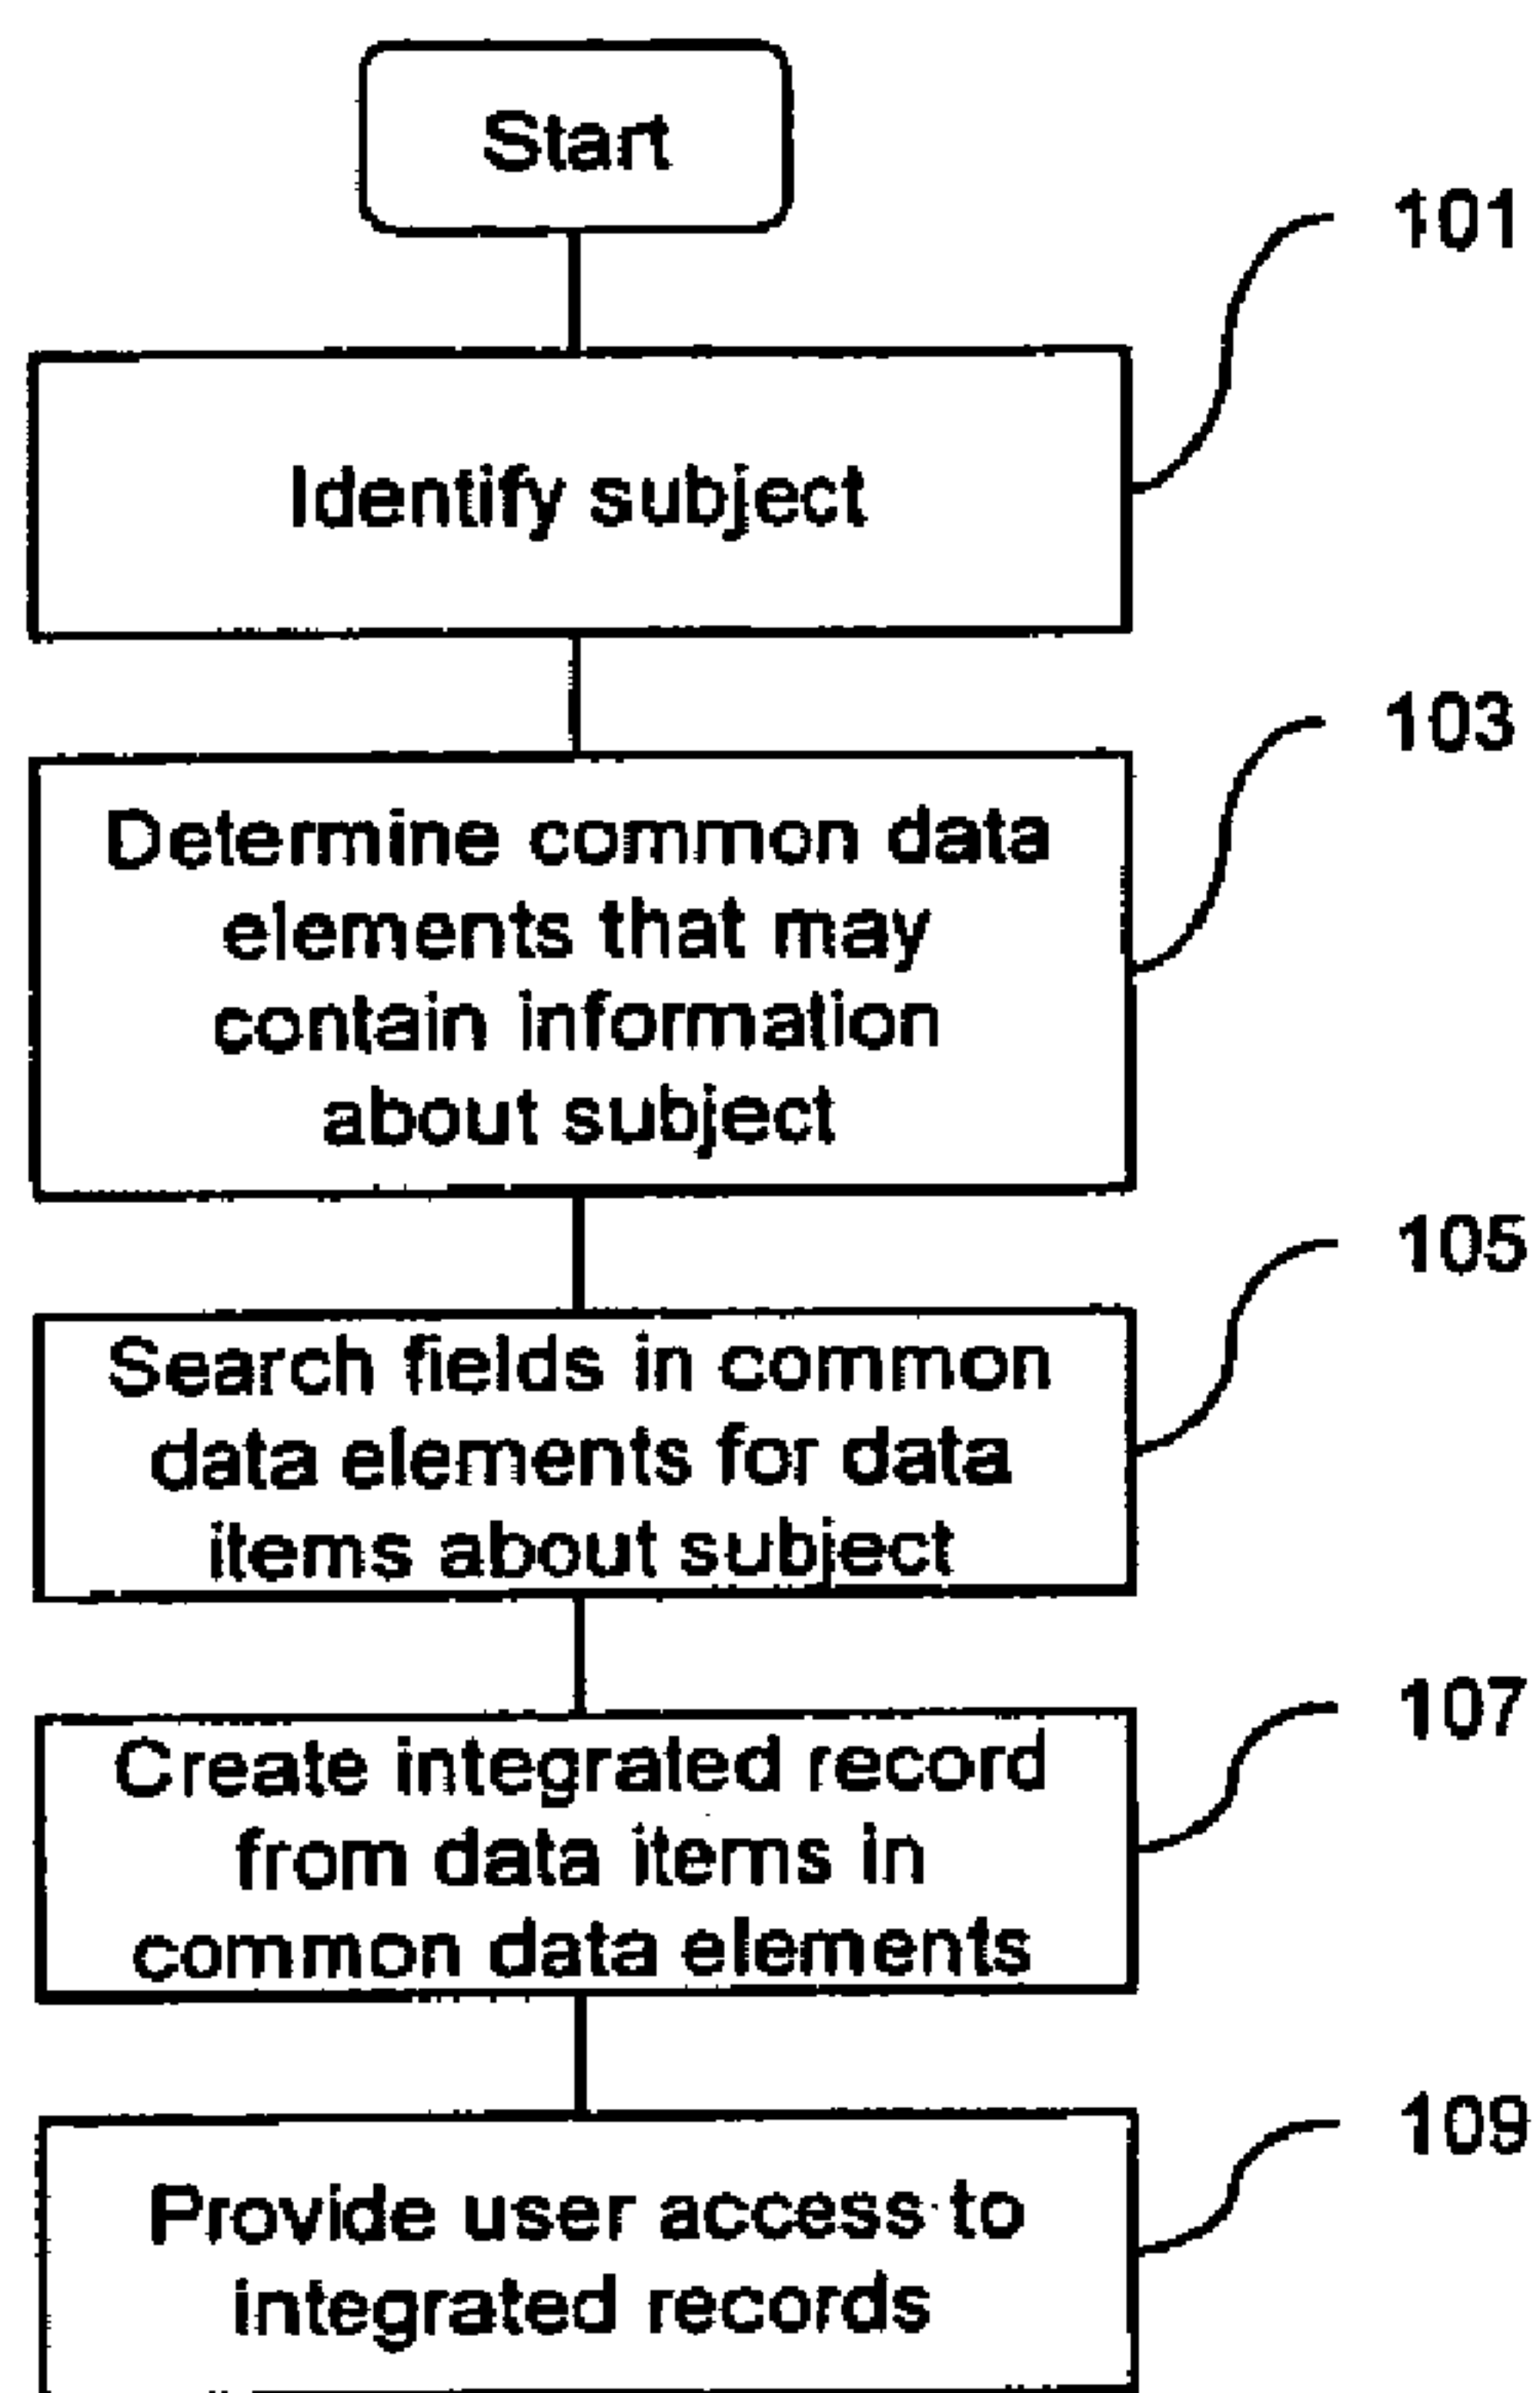 Start
101
Identify subject
103
Determine common data
elements that may
contain information
about subject
105
Search fields in common
data elements for data
items about subject
107
Create integrated record
from data items in
common data elements
109
Provide user access to
integrated records